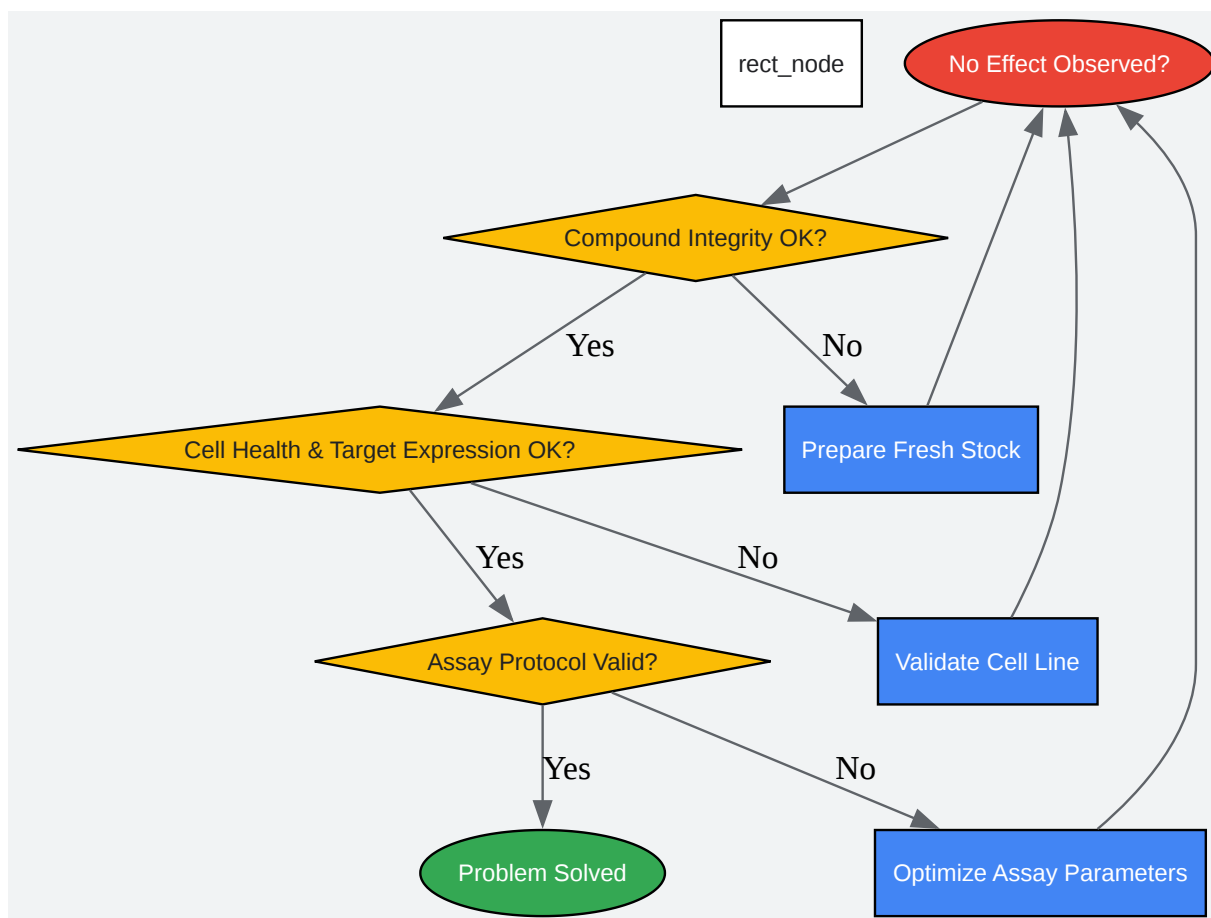 rect_node
No Effect Observed?
Compound Integrity OK?
Yes
No
Cell Health & Target Expression OK?
Prepare Fresh Stock
Yes
No
Assay Protocol Valid?
Validate Cell Line
Yes
No
Problem Solved
Optimize Assay Parameters